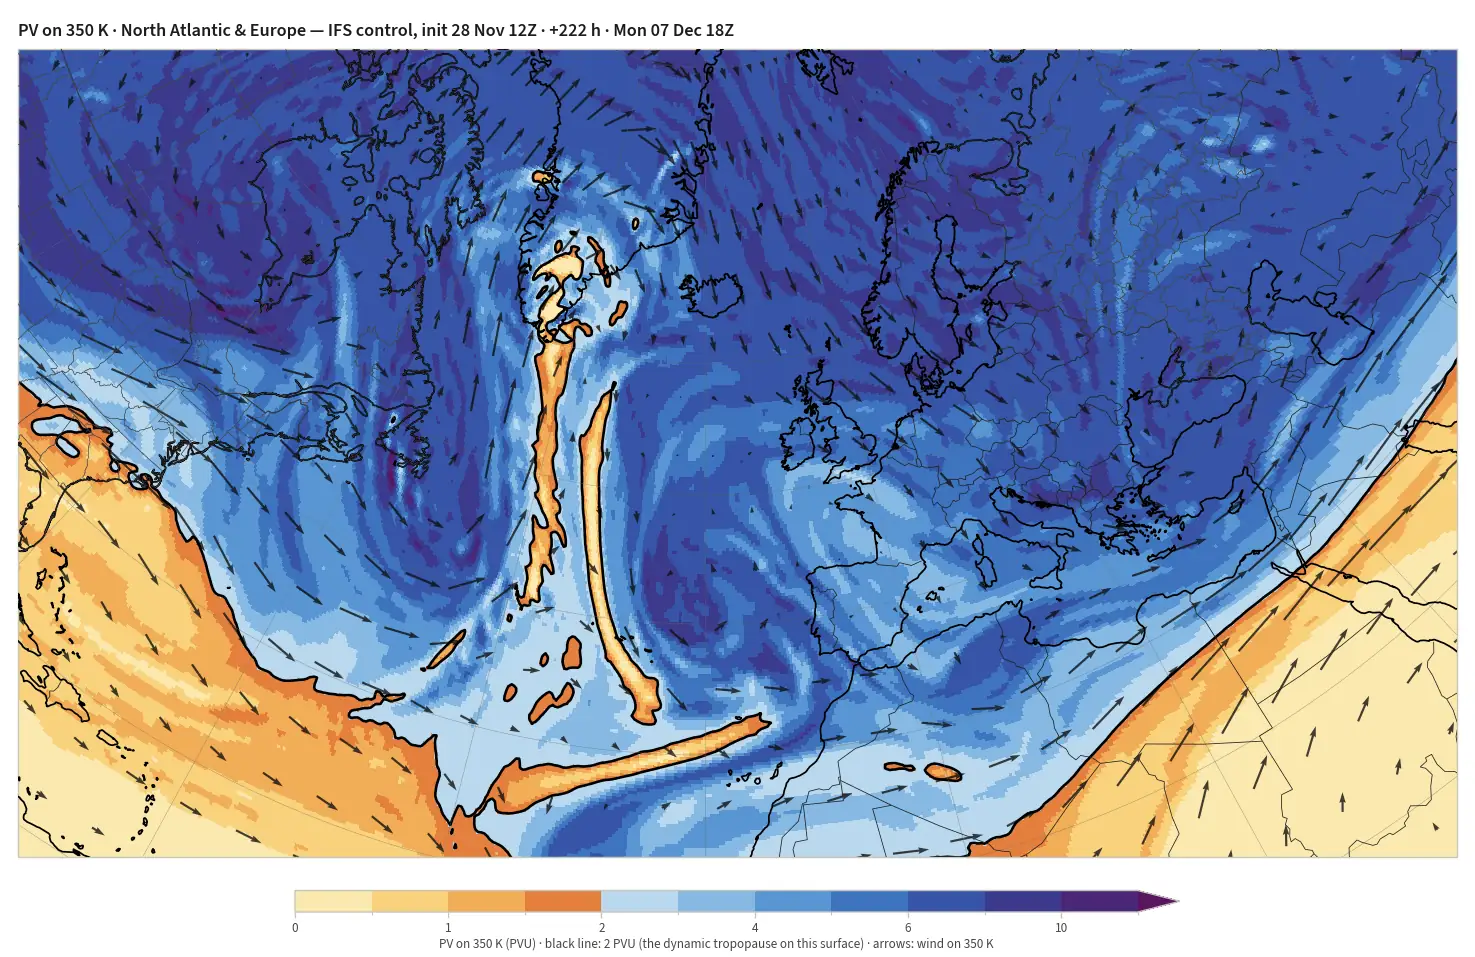 PV on 350 K · North Atlantic & Europe — IFS control, init 28 Nov 12Z · +222 h · Mon 07 Dec 18Z
0 1 2 4 6 10
PV on 350 K (PVU) · black line: 2 PVU (the dynamic tropopause on this surface) · arrows: wind on 350 K